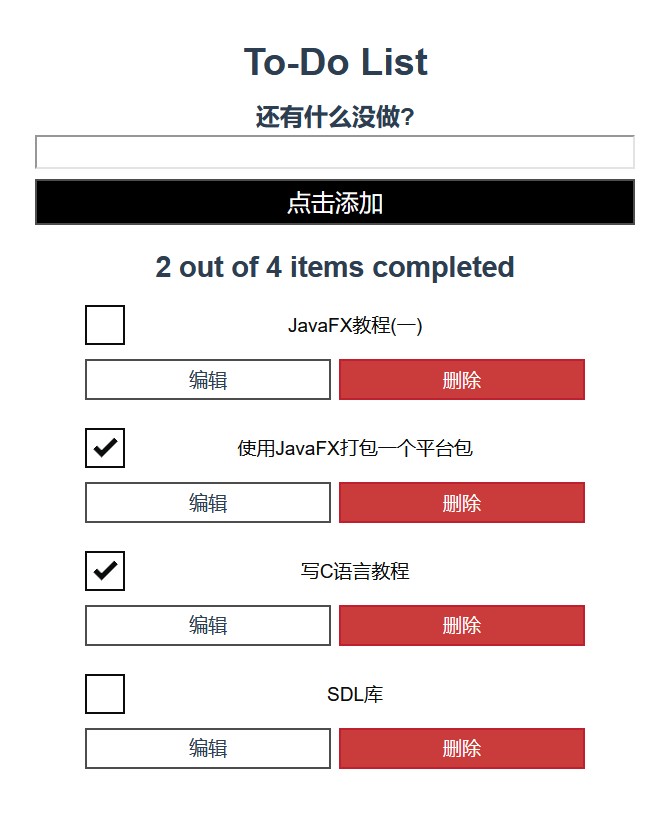 To-Do List
还有什么没做?
点击添加
2 out of 4 items completed
JavaFX教程(一)
编辑 删除
使用JavaFX打包一个平台包
编辑 删除
写C语言教程
编辑 删除
SDL库
编辑 删除